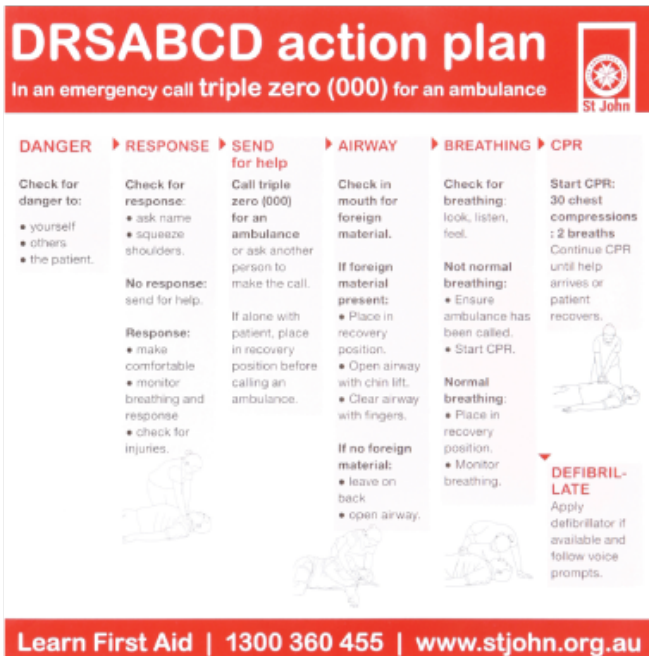 DRSABCD action plan
In an emergency call triple zero (000) for an ambulance
St John
DANGER
Check for
danger to:
• yourself
• others
• the patient.
RESPONSE
Check for
response:
• ask name
• squeeze
shoulders.
No response:
send for help.
Response:
• make
comfortable
• monitor
breathing and
response
• check for
injuries.
SEND
for help
Call triple
zero (000)
for an
ambulance
or ask another
person to
make the call.
If alone with
patient, place
in recovery
position before
calling an
ambulance.
AIRWAY
Check in
mouth for
foreign
material.
If foreign
material
present:
• Place in
recovery
position.
• Open airway
with chin lift.
• Clear airway
with fingers.
If no foreign
material:
• leave on
back
• open airway.
BREATHING
Check for
breathing:
look, listen,
feel.
Not normal
breathing:
• Ensure
ambulance has
been called.
• Start CPR.
Normal
breathing:
• Place in
recovery
position.
• Monitor
breathing.
CPR
Start CPR:
30 chest
compressions
: 2 breaths
Continue CPR
until help
arrives or
patient
recovers.
DEFIBRIL-
LATE
Apply
defibrillator if
available and
follow voice
prompts.
Learn First Aid | 1300 360 455 | www.stjohn.org.au